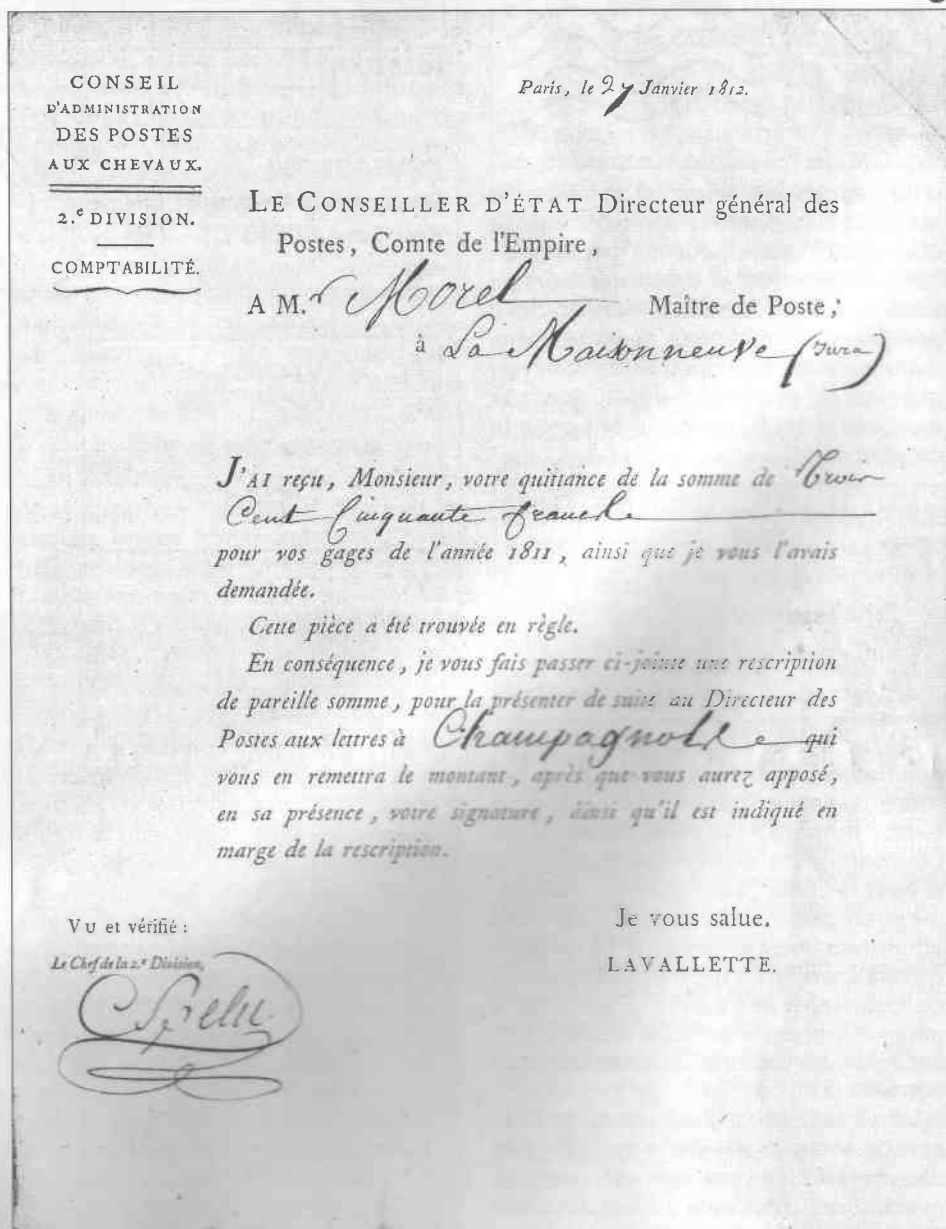 CONSEIL
D'ADMINISTRATION
DES POSTES
AUX CHEVAUX.
2.e DIVISION.
COMPTABILITÉ.
Paris, le 27 Janvier 1812.
LE CONSEILLER D'ÉTAT Directeur général des
Postes, Comte de l'Empire,
A M.r Morel Maître de Poste,
à La Maisonneuve (Jura)
J'AI reçu, Monsieur, votre quittance de la somme de Trois
Cent Cinquante francs
pour vos gages de l'année 1811, ainsi que je vous l'avais
demandée.
Cette pièce a été trouvée en règle.
En conséquence, je vous fais passer ci-jointe une rescription
de pareille somme, pour la présenter de suite au Directeur des
Postes aux lettres à Champagnolle qui
vous en remettra le montant, après que vous aurez apposé,
en sa présence, votre signature, ainsi qu'il est indiqué en
marge de la rescription.
Je vous salue.
LAVALLETTE.
Vu et vérifié :
Le Chef de la 2.e Division,